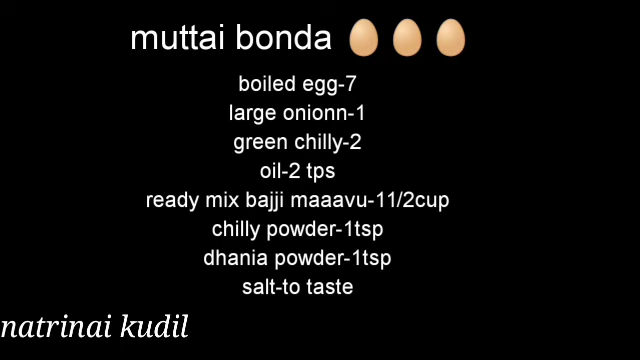 muttai bonda 🥚🥚🥚
boiled egg-7
large onionn-1
green chilly-2
oil-2 tps
ready mix bajji maaavu-11/2cup
chilly powder-1tsp
dhania powder-1tsp
salt-to taste
natrinai kudil